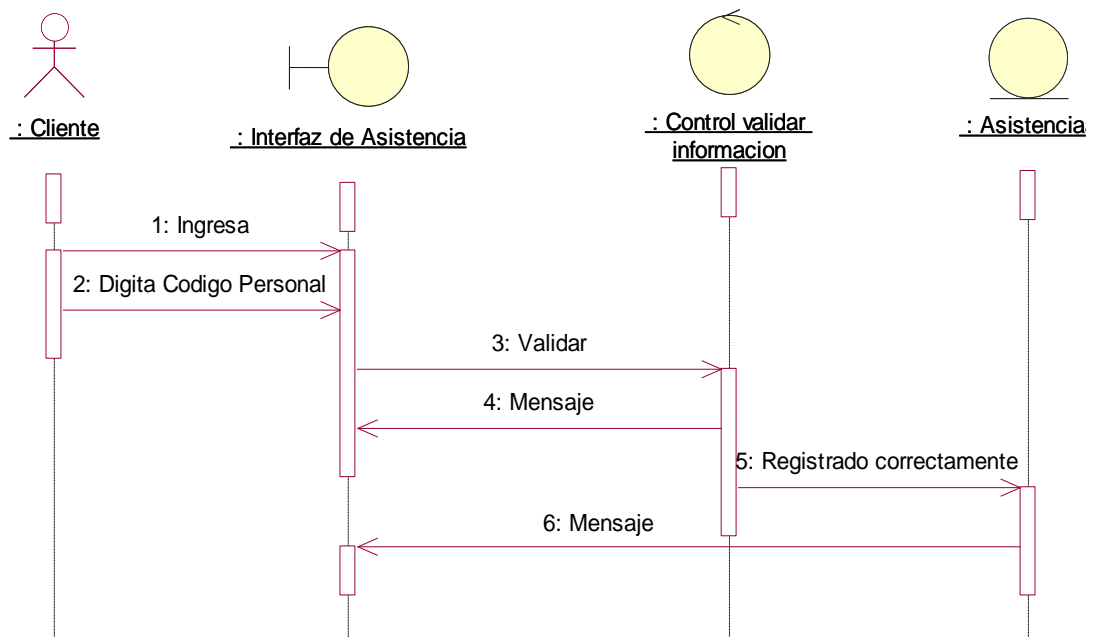 : Cliente
: Interfaz de Asistencia
: Control validar
informacion
: Asistencia
1: Ingresa
2: Digita Codigo Personal
3: Validar
4: Mensaje
5: Registrado correctamente
6: Mensaje